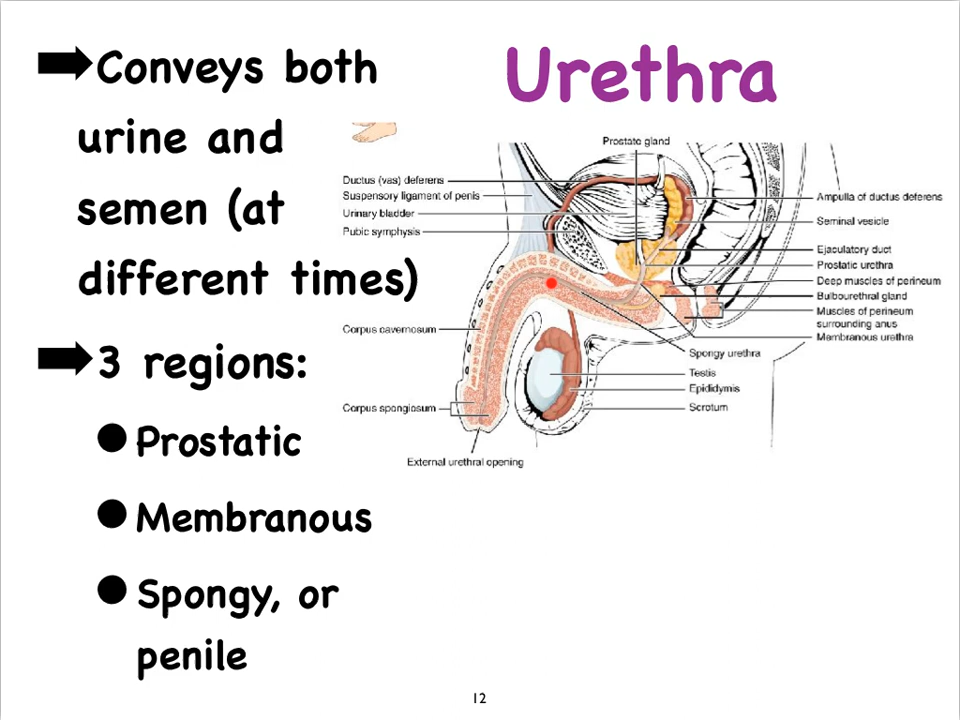 Urethra
➡Conveys both
urine and
semen (at
different times)
➡3 regions:
● Prostatic
● Membranous
● Spongy, or
penile
Prostate gland
Ductus (vas) deferens
Suspensory ligament of penis
Urinary bladder
Pubic symphysis
Corpus cavernosum
Corpus spongiosum
External urethral opening
Ampulla of ductus deferens
Seminal vesicle
Ejaculatory duct
Prostatic urethra
Deep muscles of perineum
Bulbourethral gland
Muscles of perineum
surrounding anus
Membranous urethra
Spongy urethra
Testis
Epididymis
Scrotum
12